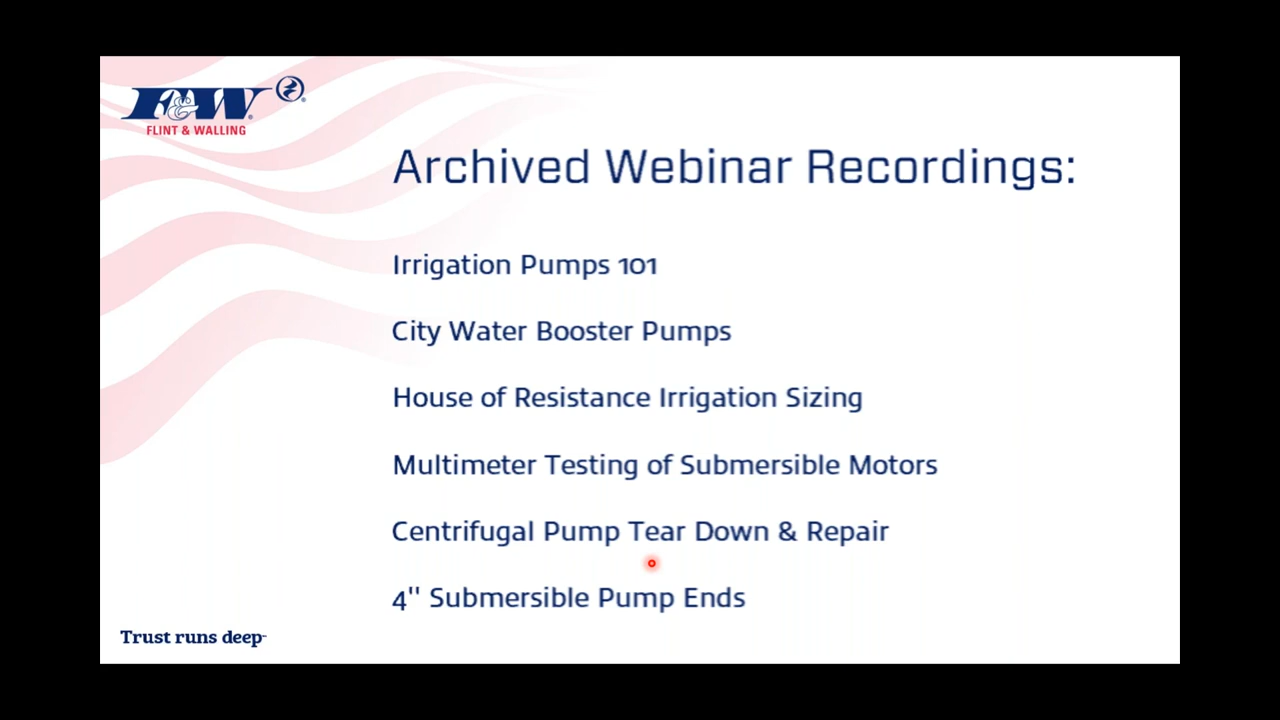 F&W
FLINT & WALLING
Archived Webinar Recordings:
Irrigation Pumps 101
City Water Booster Pumps
House of Resistance Irrigation Sizing
Multimeter Testing of Submersible Motors
Centrifugal Pump Tear Down & Repair
4" Submersible Pump Ends
Trust runs deep